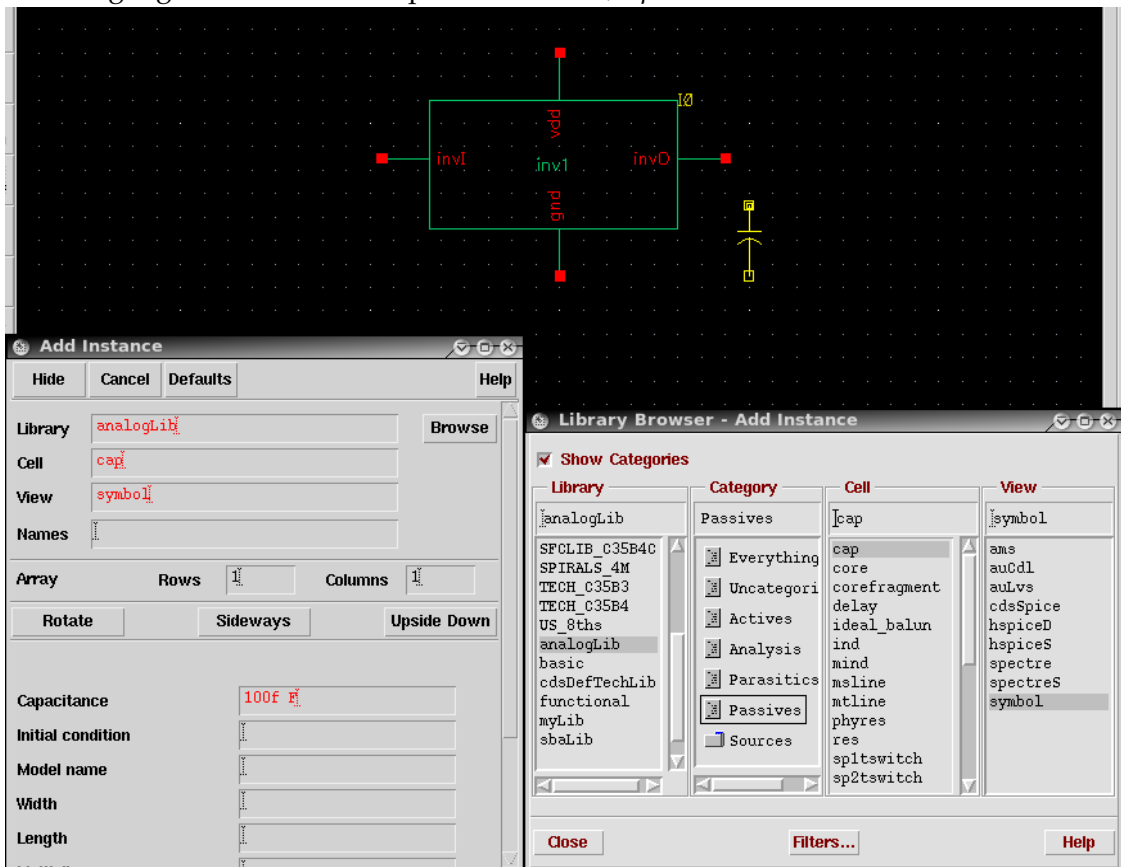 I0
vdd
invI
inv1
invO
gnd
Add Instance
Hide Cancel Defaults Help
Library analogLib Browse
Cell cap
View symbol
Names
Array Rows 1 Columns 1
Rotate Sideways Upside Down
Capacitance 100f F
Initial condition
Model name
Width
Length
Library Browser - Add Instance
Show Categories
Library Category Cell View
analogLib Passives cap symbol
SFCLIB_C35B4C
SPIRALS_4M
TECH_C35B3
TECH_C35B4
US_8ths
analogLib
basic
cdsDefTechLib
functional
myLib
sbaLib
Everything
Uncategori
Actives
Analysis
Parasitics
Passives
Sources
cap
core
corefragment
delay
ideal_balun
ind
mind
msline
mtline
phyres
res
sp1tswitch
sp2tswitch
ams
auCdl
auLvs
cdsSpice
hspiceD
hspiceS
spectre
spectreS
symbol
Close Filters... Help